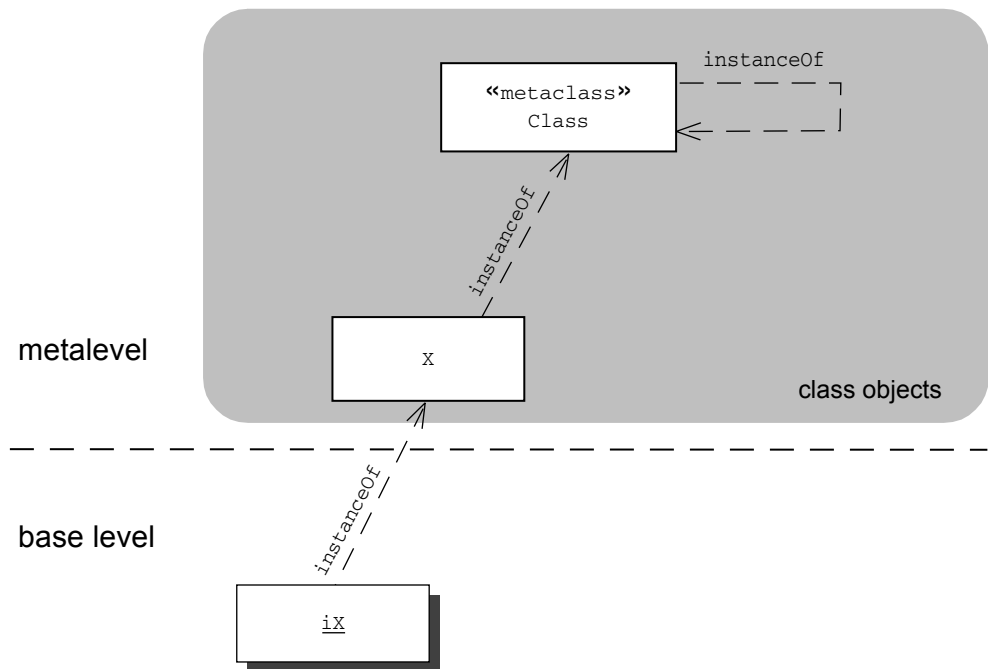 instanceOf
«metaclass»
Class
instanceOf
metalevel
X
class objects
instanceOf
base level
iX